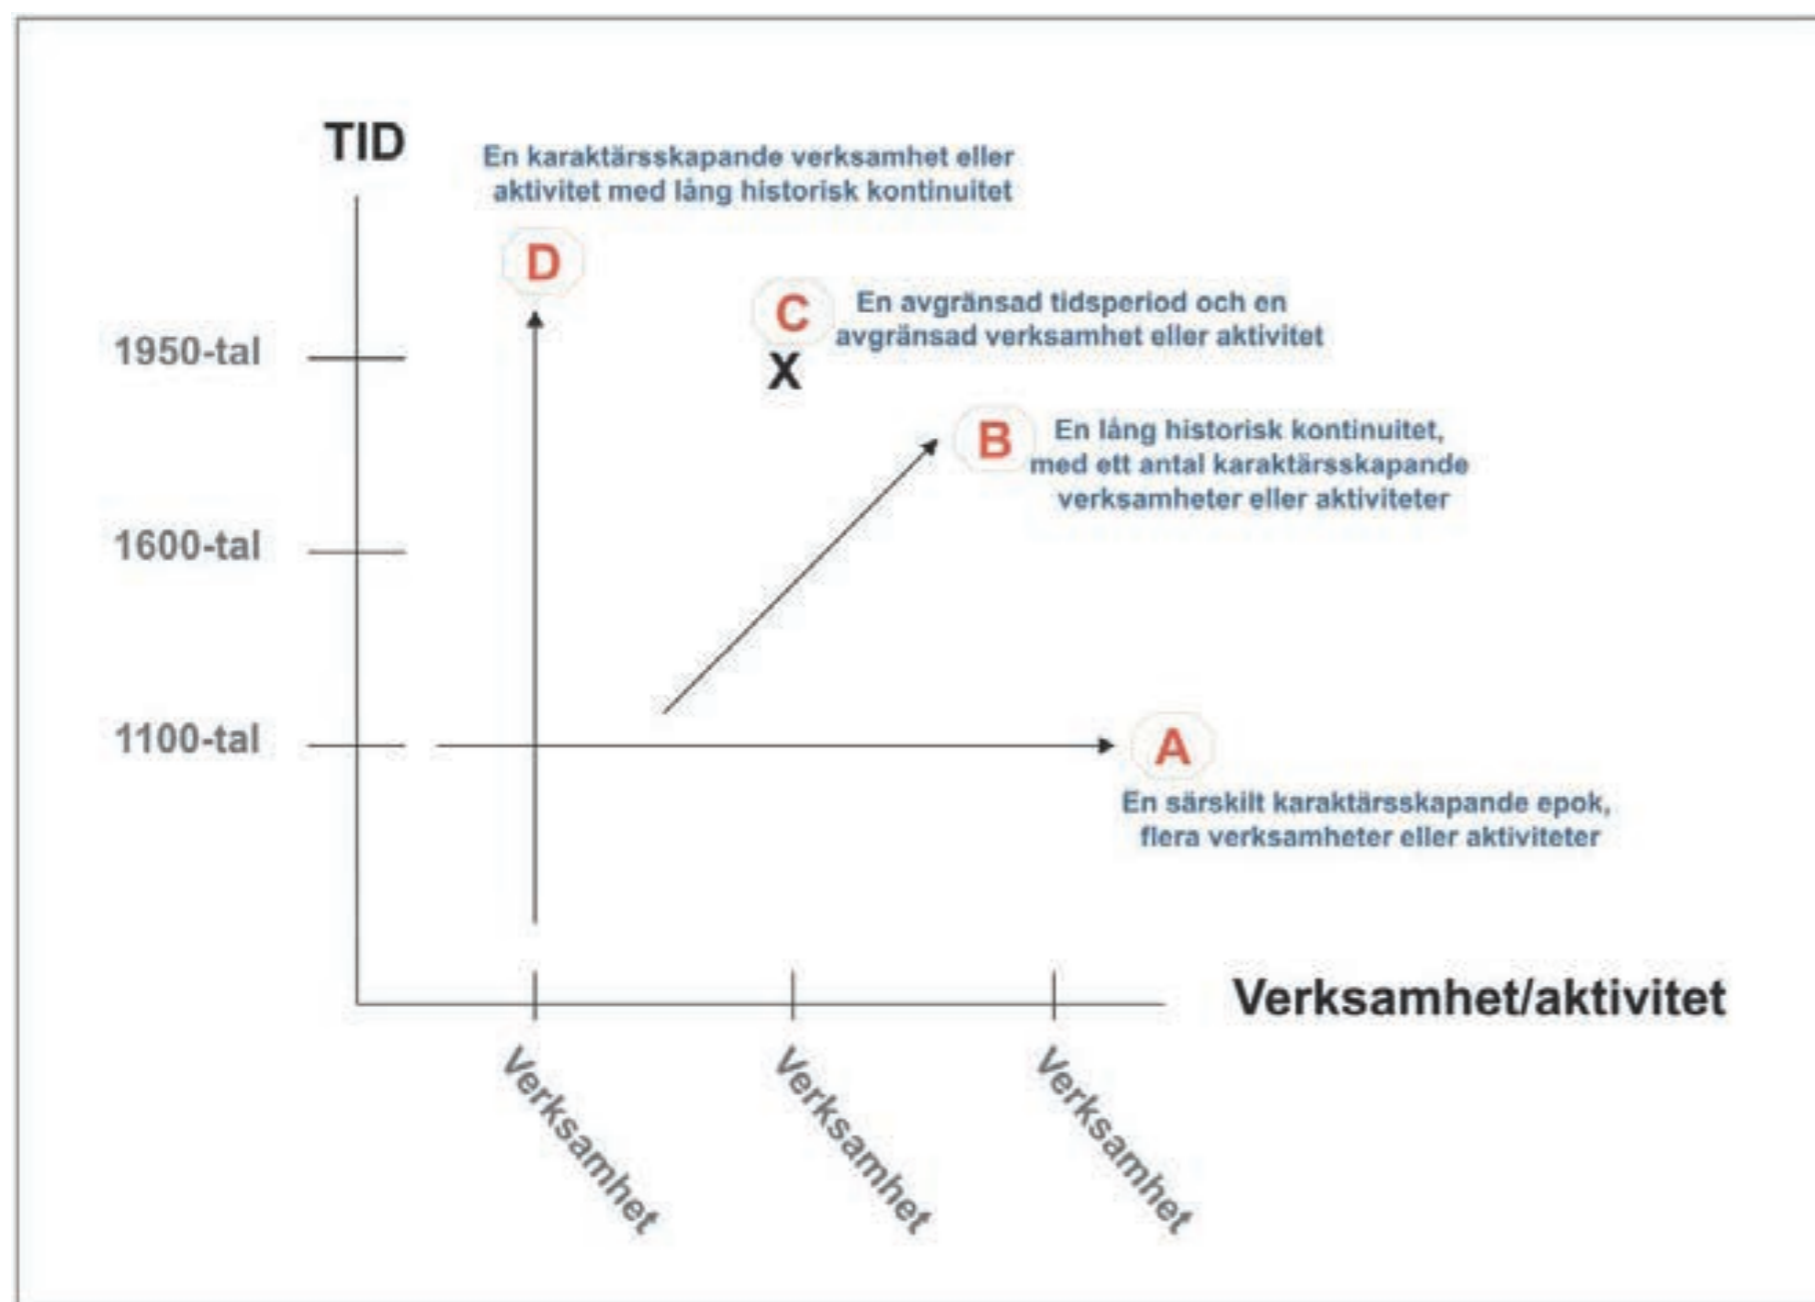 TID
En karaktärsskapande verksamhet eller
aktivitet med lång historisk kontinuitet
D
C
En avgränsad tidsperiod och en
avgränsad verksamhet eller aktivitet
X
1950-tal
B
En lång historisk kontinuitet,
med ett antal karaktärsskapande
verksamheter eller aktiviteter
1600-tal
1100-tal
A
En särskilt karaktärsskapande epok,
flera verksamheter eller aktiviteter
Verksamhet/aktivitet
Verksamhet
Verksamhet
Verksamhet